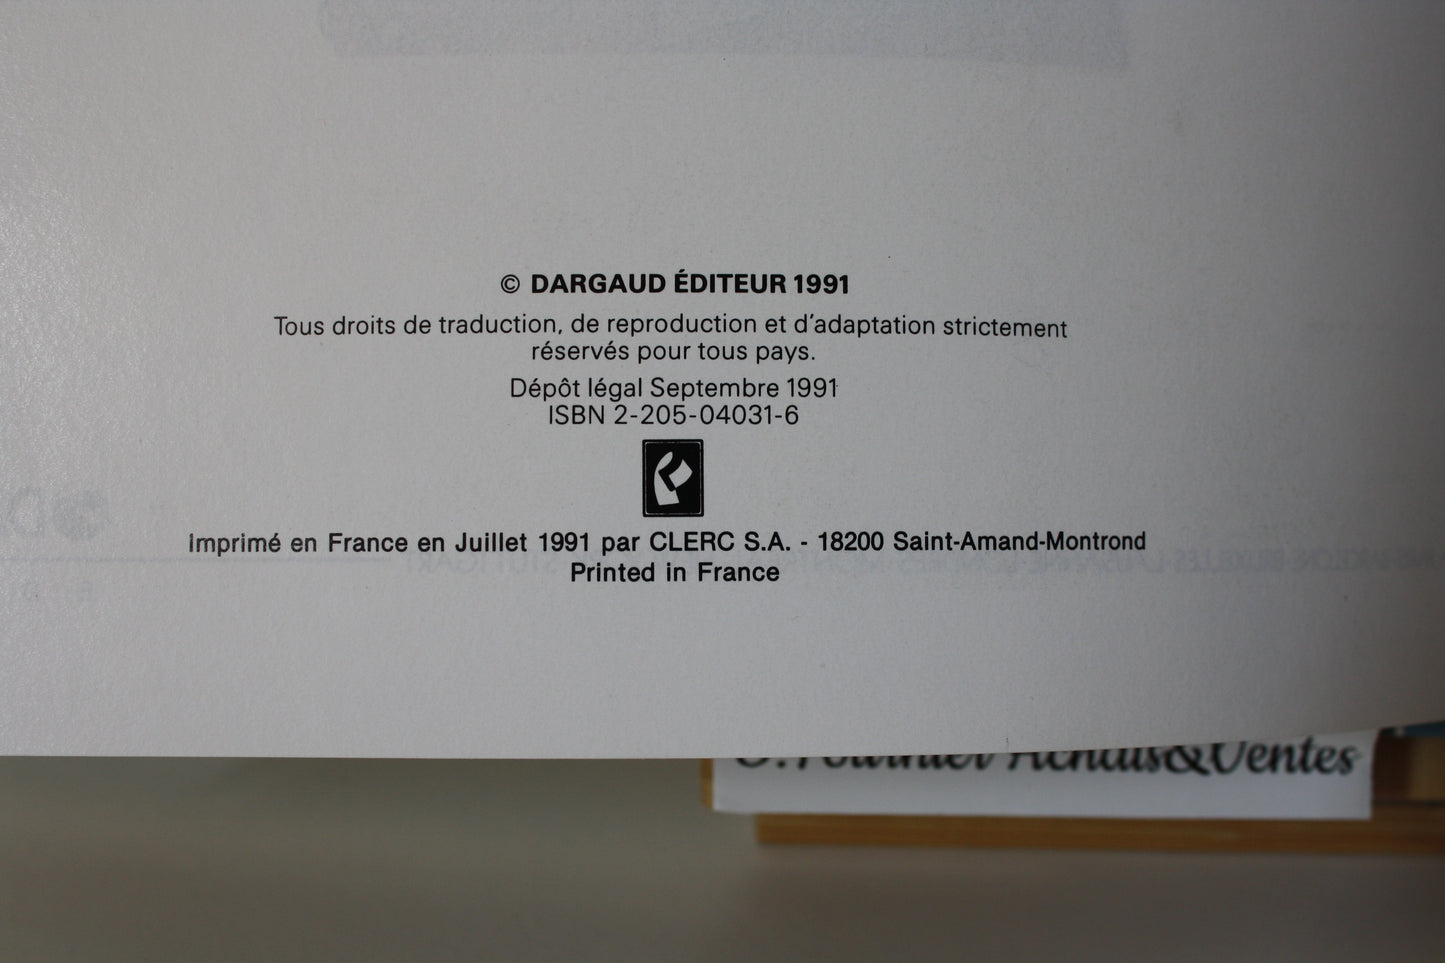 © DARGAUD ÉDITEUR 1991
Tous droits de traduction, de reproduction et d'adaptation strictement
réservés pour tous pays.
Dépôt légal Septembre 1991
ISBN 2-205-04031-6
Imprimé en France en Juillet 1991 par CLERC S.A. - 18200 Saint-Amand-Montrond
Printed in France
Achats&Ventes